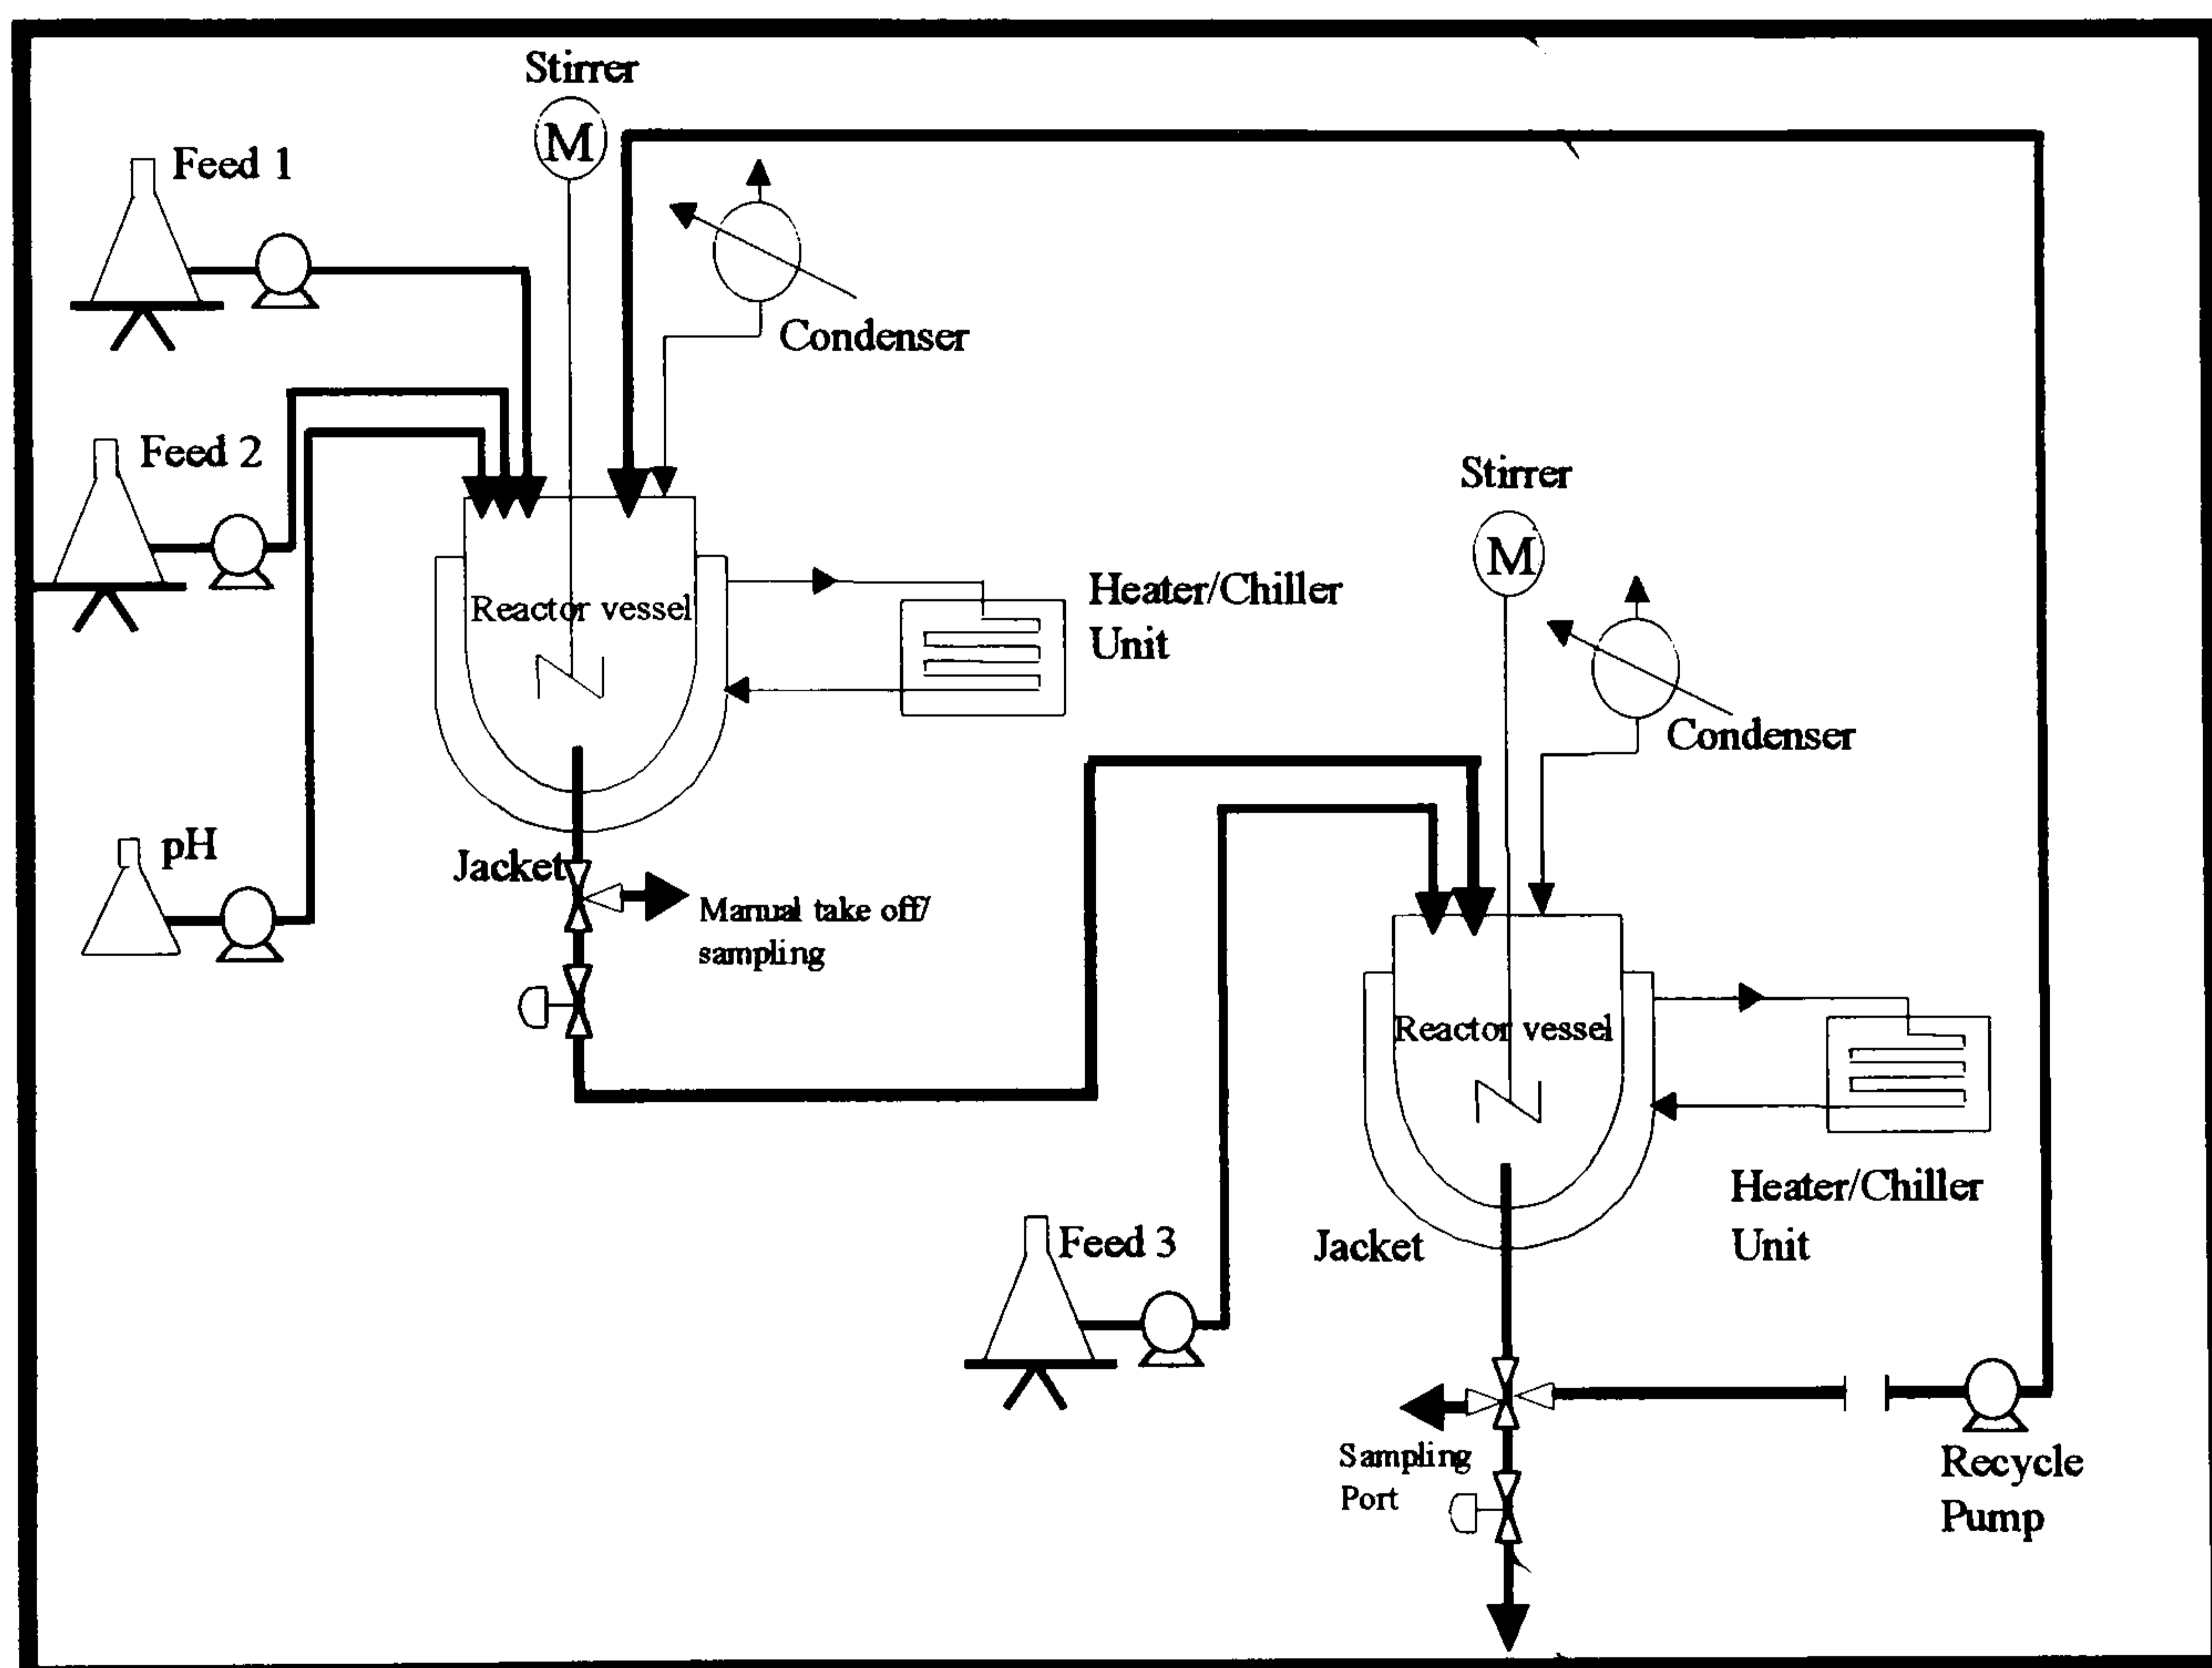 Stirrer
M
Feed 1
Condenser
Feed 2
Stirrer
M
Reactor vessel
Heater/Chiller
Unit
Condenser
pH
Jacket
Manual take off/
sampling
Reactor vessel
Heater/Chiller
Unit
Feed 3
Jacket
Sampling
Port
Recycle
Pump